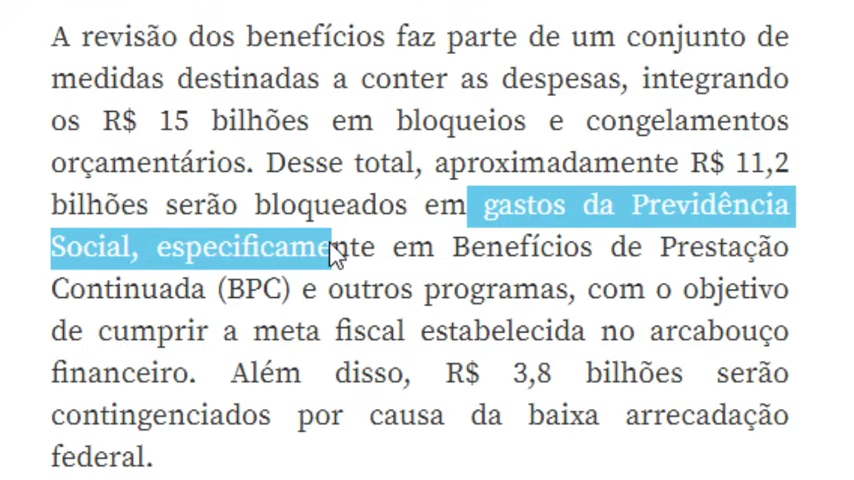 A revisão dos benefícios faz parte de um conjunto de
medidas destinadas a conter as despesas, integrando
os R$ 15 bilhões em bloqueios e congelamentos
orçamentários. Desse total, aproximadamente R$ 11,2
bilhões serão bloqueados em gastos da Previdência
Social, especificamente em Benefícios de Prestação
Continuada (BPC) e outros programas, com o objetivo
de cumprir a meta fiscal estabelecida no arcabouço
financeiro. Além disso, R$ 3,8 bilhões serão
contingenciados por causa da baixa arrecadação
federal.